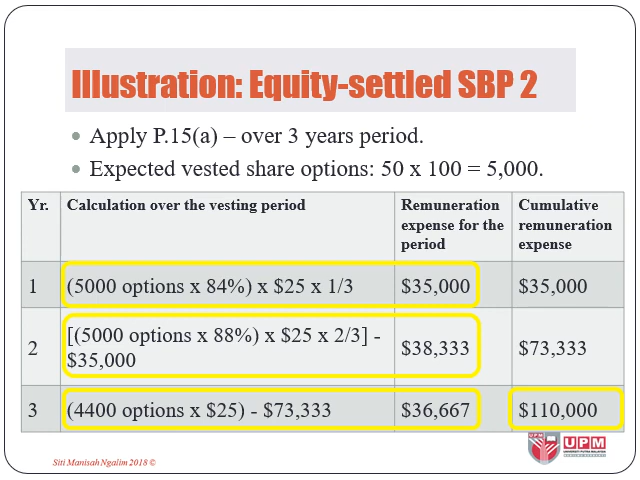 Illustration: Equity-settled SBP 2
Apply P.15(a) – over 3 years period.
Expected vested share options: 50 x 100 = 5,000.
Yr. Calculation over the vesting period Remuneration expense for the period Cumulative remuneration expense
1 (5000 options x 84%) x $25 x 1/3 $35,000 $35,000
2 [(5000 options x 88%) x $25 x 2/3] - $35,000 $38,333 $73,333
3 (4400 options x $25) - $73,333 $36,667 $110,000
UPM
Siti Manisah Ngalim 2018 ©